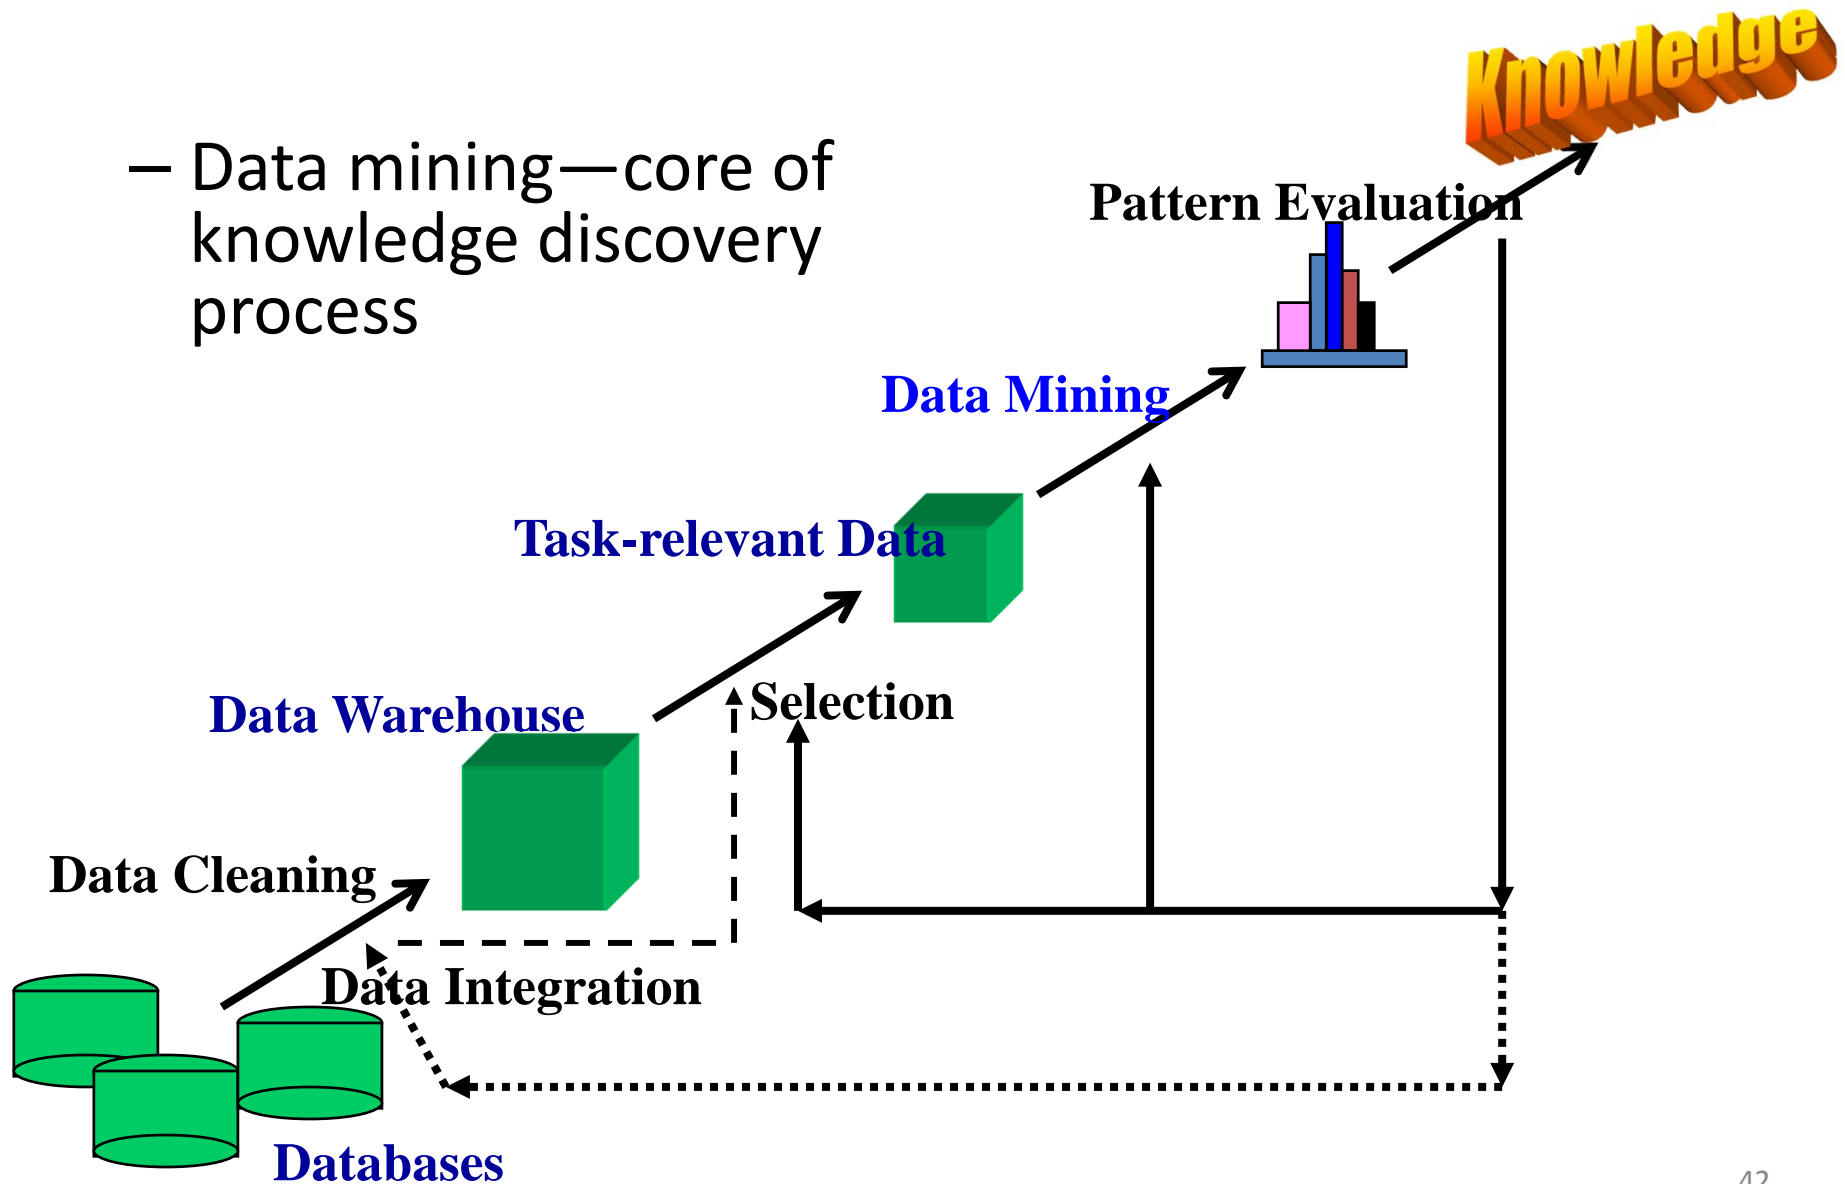 Knowledge
– Data mining—core of
knowledge discovery
process
Pattern Evaluation
Data Mining
Task-relevant Data
Selection
Data Warehouse
Data Cleaning
Data Integration
Databases
42